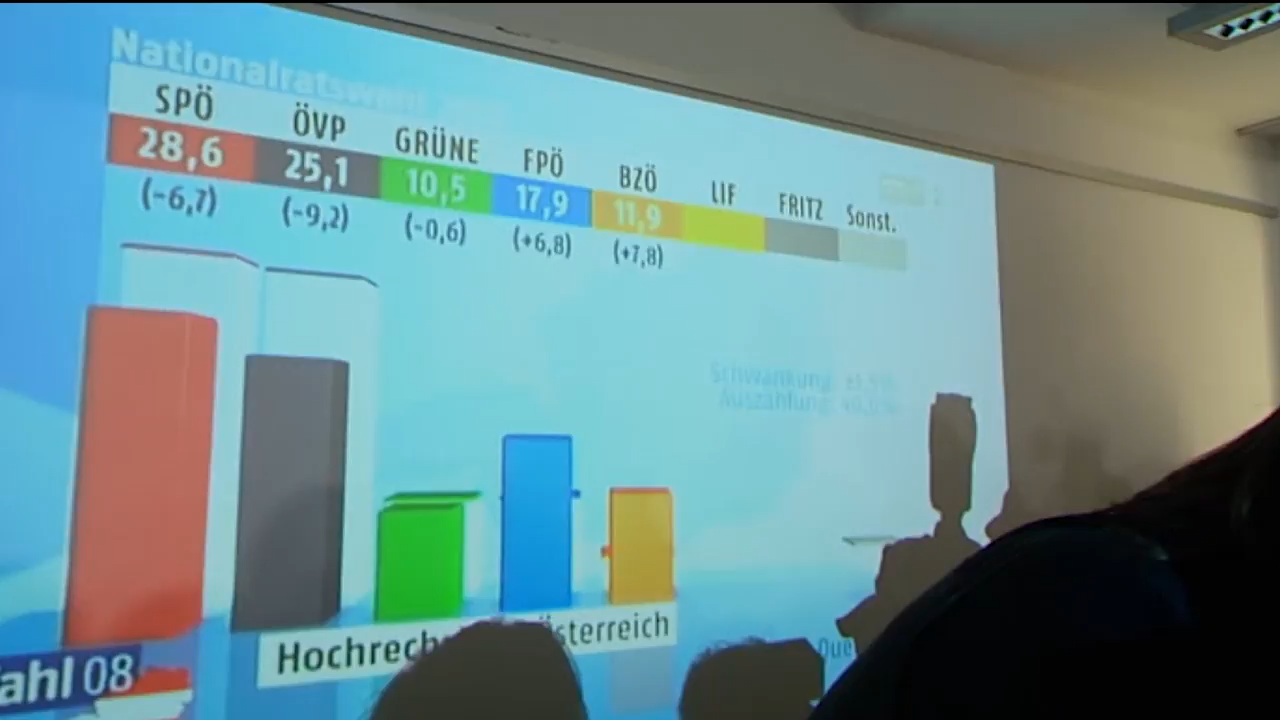 Nationalratswahl
SPÖ ÖVP GRÜNE FPÖ BZÖ LIF FRITZ Sonst.
28,6 25,1 10,5 17,9 11,9
(-6,7) (-9,2) (-0,6) (+6,8) (+7,8)
Schwankung:
Auszählung:
Hochrech sterreich
ahl 08
Que